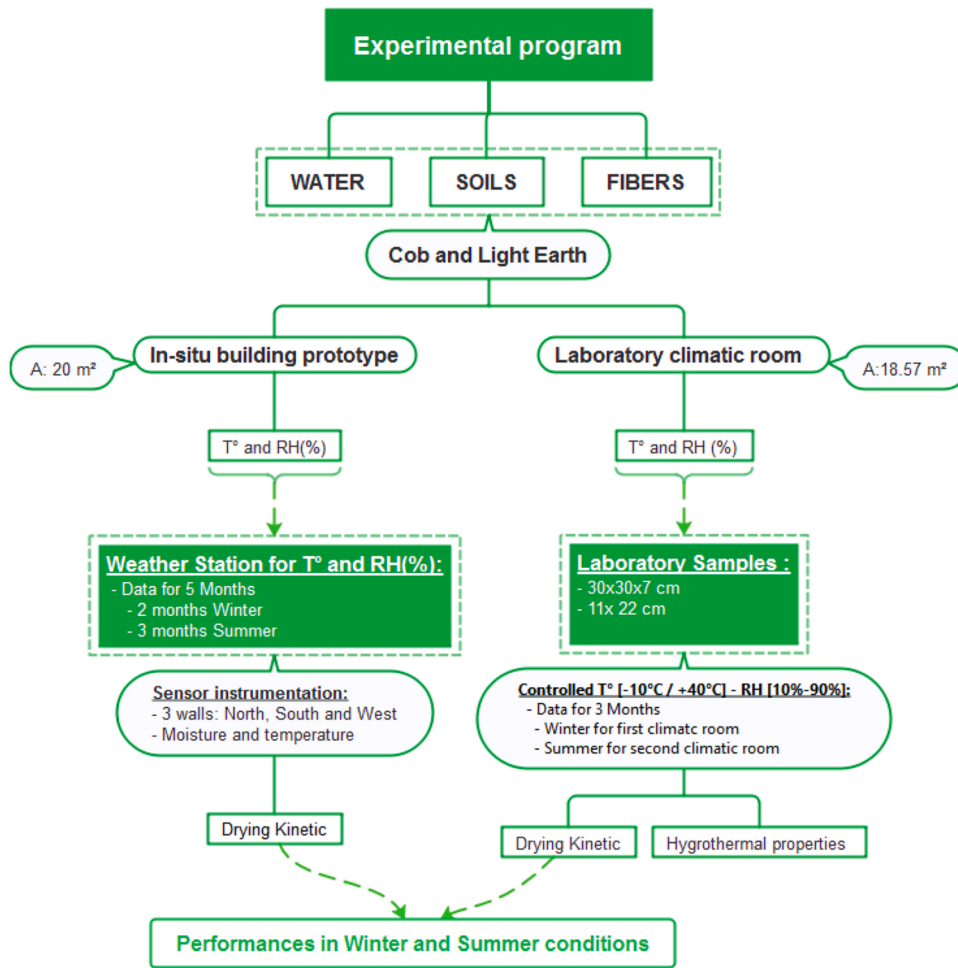 Experimental program
WATER
SOILS
FIBERS
Cob and Light Earth
In-situ building prototype
Laboratory climatic room
A: 20 m²
A:18.57 m²
T° and RH(%)
T° and RH (%)
Weather Station for T° and RH(%):
- Data for 5 Months
- 2 months Winter
- 3 months Summer
Laboratory Samples :
- 30x30x7 cm
- 11x 22 cm
Sensor instrumentation:
- 3 walls: North, South and West
- Moisture and temperature
Controlled T° [-10°C / +40°C] - RH [10%-90%]:
- Data for 3 Months
- Winter for first climatc room
- Summer for second climatic room
Drying Kinetic
Drying Kinetic
Hygrothermal properties
Performances in Winter and Summer conditions